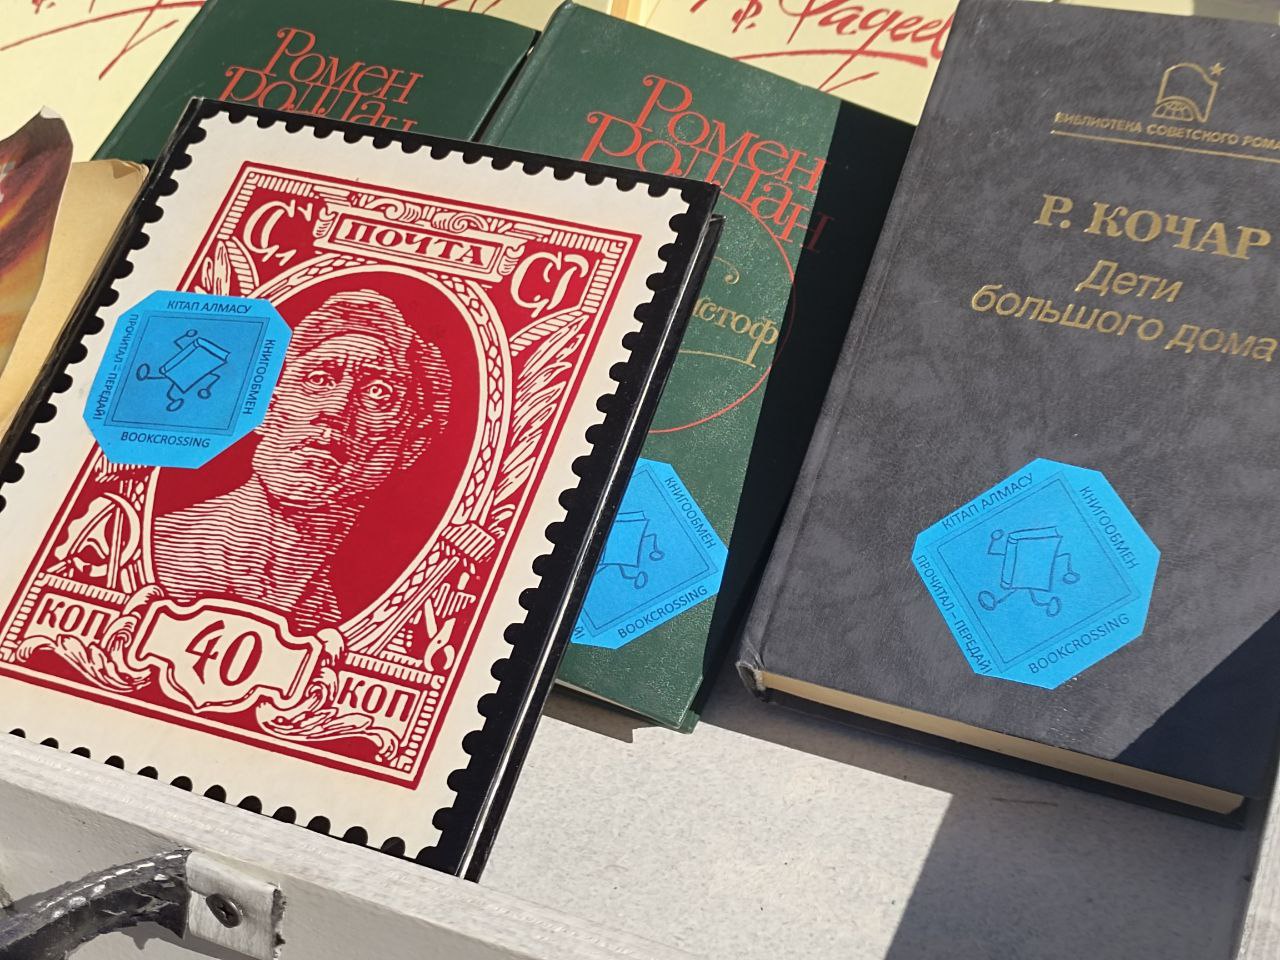 Ф. Фадеев
Ромен
Роллан
Ромен
Роллан
истоф
BOOKCROSSING
КНИГООБМЕН
БИБЛИОТЕКА СОВЕТСКОГО РОМА
Р. КОЧАР
Дети
большого дома
КІТАП АЛМАСУ
КНИГООБМЕН
BOOKCROSSING
ПРОЧИТАЛ – ПЕРЕДАЙ!
ПОЧТА
КОП
40
КОП
КІТАП АЛМАСУ
КНИГООБМЕН
BOOKCROSSING
ПРОЧИТАЛ – ПЕРЕДАЙ!